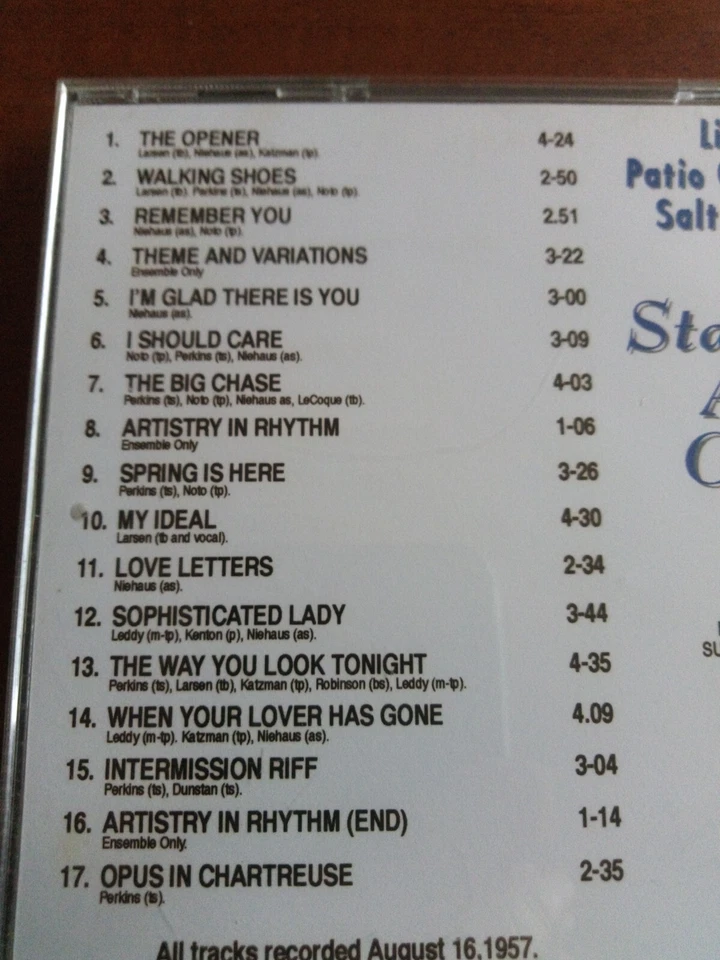 1. THE OPENER 4-24
Larsen (tb), Niehaus (as), Katzman (tp).
2. WALKING SHOES 2-50
Larsen (tb). Perkins (ts), Niehaus (as), Noto (tp).
3. REMEMBER YOU 2.51
Niehaus (as), Noto (tp).
4. THEME AND VARIATIONS 3-22
Ensemble Only
5. I'M GLAD THERE IS YOU 3-00
Niehaus (as).
6. I SHOULD CARE 3-09
Noto (tp), Perkins (ts), Niehaus (as).
7. THE BIG CHASE 4-03
Perkins (ts), Noto (tp), Niehaus as, LeCoque (tb).
8. ARTISTRY IN RHYTHM 1-06
Ensemble Only
9. SPRING IS HERE 3-26
Perkins (ts), Noto (tp).
10. MY IDEAL 4-30
Larsen (tb and vocal).
11. LOVE LETTERS 2-34
Niehaus (as).
12. SOPHISTICATED LADY 3-44
Leddy (m-tp), Kenton (p), Niehaus (as).
13. THE WAY YOU LOOK TONIGHT 4-35
Perkins (ts), Larsen (tb), Katzman (tp), Robinson (bs), Leddy (m-tp).
14. WHEN YOUR LOVER HAS GONE 4.09
Leddy (m-tp). Katzman (tp), Niehaus (as).
15. INTERMISSION RIFF 3-04
Perkins (ts), Dunstan (ts).
16. ARTISTRY IN RHYTHM (END) 1-14
Ensemble Only.
17. OPUS IN CHARTREUSE 2-35
Perkins (ts).
All tracks recorded August 16,1957.
Li
Patio
Salt
Sta
A
SU